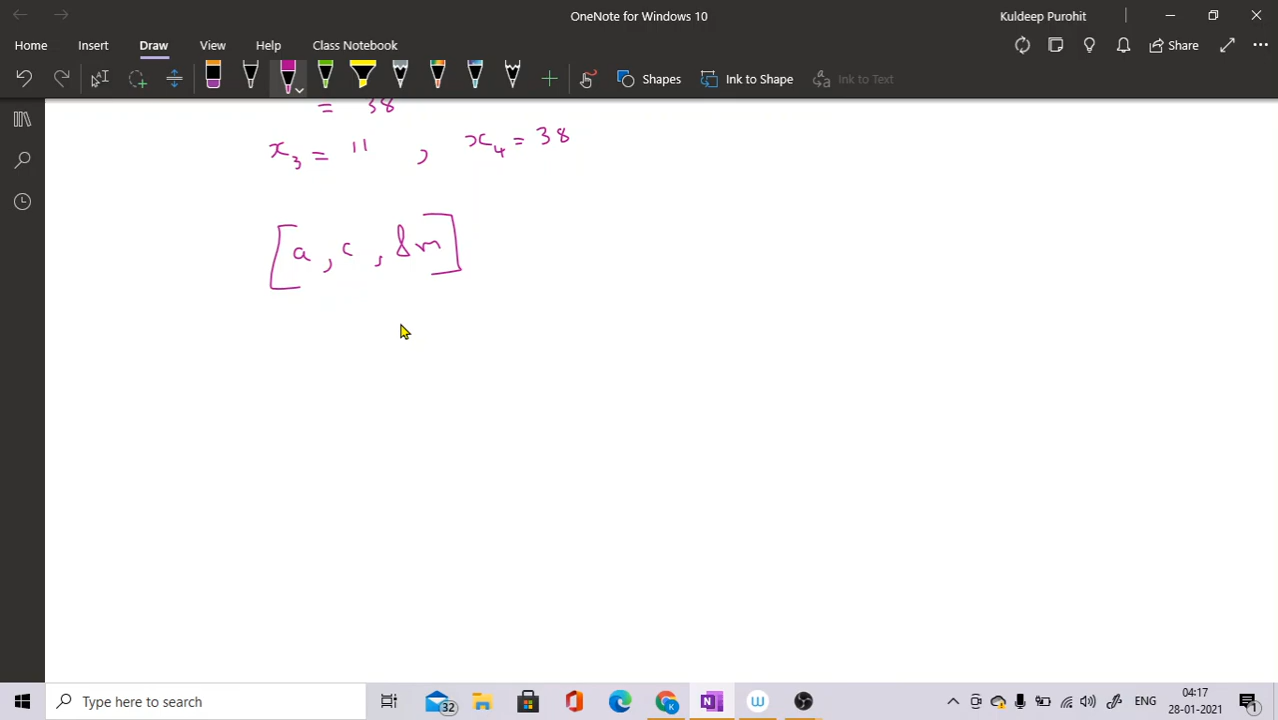 OneNote for Windows 10
Kuldeep Purohit
Home Insert Draw View Help Class Notebook
Share
Shapes Ink to Shape Ink to Text
= 38
x₃ = 11 , x₄ = 38
[a, c, & m]
Type here to search
32
W
K
N
ENG
04:17
28-01-2021
1